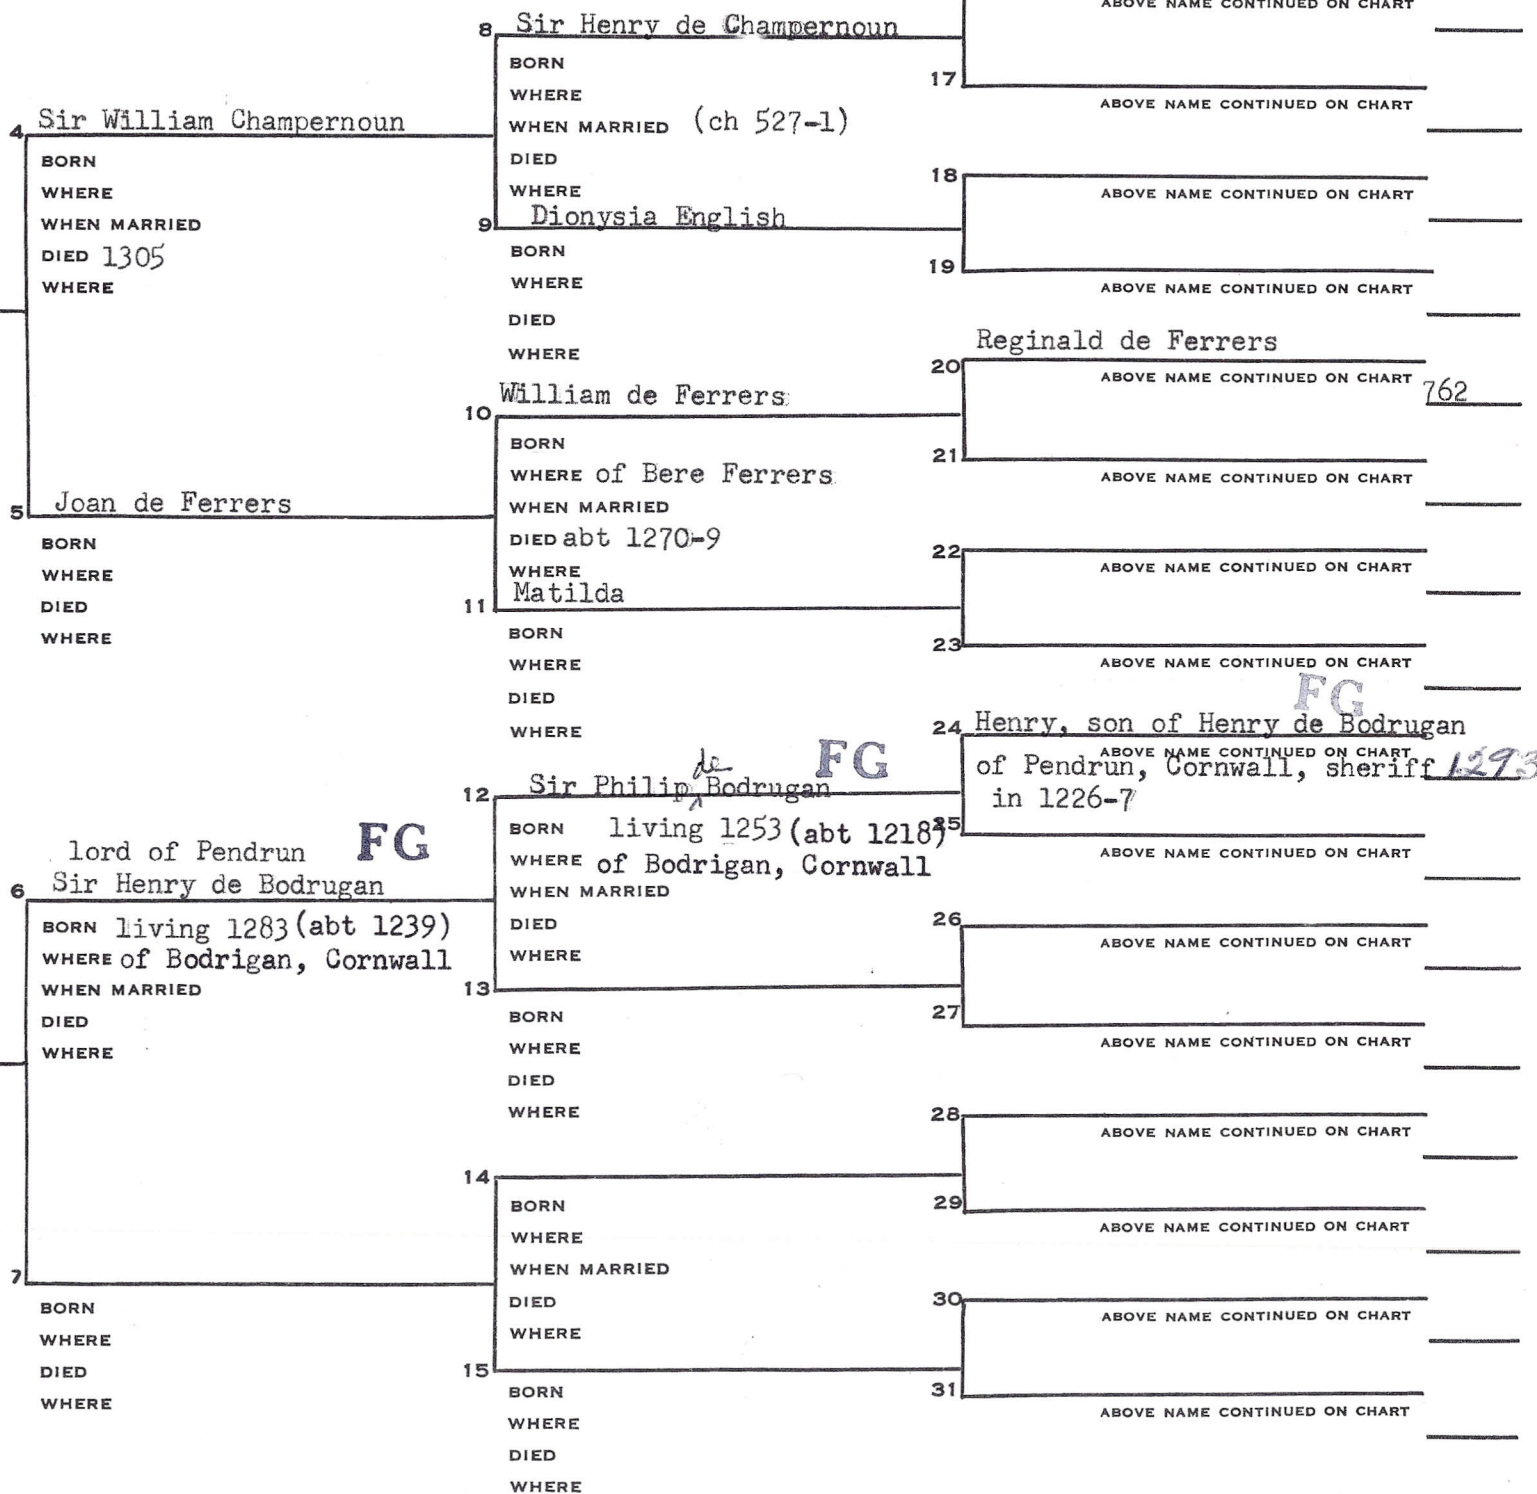 4 Sir William Champernoun
BORN
WHERE
WHEN MARRIED
DIED 1305
WHERE
5 Joan de Ferrers
BORN
WHERE
DIED
WHERE
lord of Pendrun FG
6 Sir Henry de Bodrugan
BORN living 1283 (abt 1239)
WHERE of Bodrigan, Cornwall
WHEN MARRIED
DIED
WHERE
7
BORN
WHERE
DIED
WHERE
8 Sir Henry de Champernoun
BORN
WHERE
WHEN MARRIED (ch 527-1)
DIED
WHERE
9 Dionysia English
BORN
WHERE
DIED
WHERE
William de Ferrers
10
BORN
WHERE of Bere Ferrers
WHEN MARRIED
DIED abt 1270-9
WHERE
11 Matilda
BORN
WHERE
DIED
WHERE
12 Sir Philip de Bodrugan FG
BORN living 1253 (abt 1218)
WHERE of Bodrigan, Cornwall
WHEN MARRIED
DIED
WHERE
13
BORN
WHERE
DIED
WHERE
14
BORN
WHERE
WHEN MARRIED
DIED
WHERE
15
BORN
WHERE
DIED
WHERE
ABOVE NAME CONTINUED ON CHART
17
ABOVE NAME CONTINUED ON CHART
18
ABOVE NAME CONTINUED ON CHART
19
ABOVE NAME CONTINUED ON CHART
Reginald de Ferrers
20
ABOVE NAME CONTINUED ON CHART 762
21
ABOVE NAME CONTINUED ON CHART
22
ABOVE NAME CONTINUED ON CHART
23
ABOVE NAME CONTINUED ON CHART
FG
24 Henry, son of Henry de Bodrugan
ABOVE NAME CONTINUED ON CHART 1293
of Pendrun, Cornwall, sheriff
in 1226-7
25
ABOVE NAME CONTINUED ON CHART
26
ABOVE NAME CONTINUED ON CHART
27
ABOVE NAME CONTINUED ON CHART
28
ABOVE NAME CONTINUED ON CHART
29
ABOVE NAME CONTINUED ON CHART
30
ABOVE NAME CONTINUED ON CHART
31
ABOVE NAME CONTINUED ON CHART